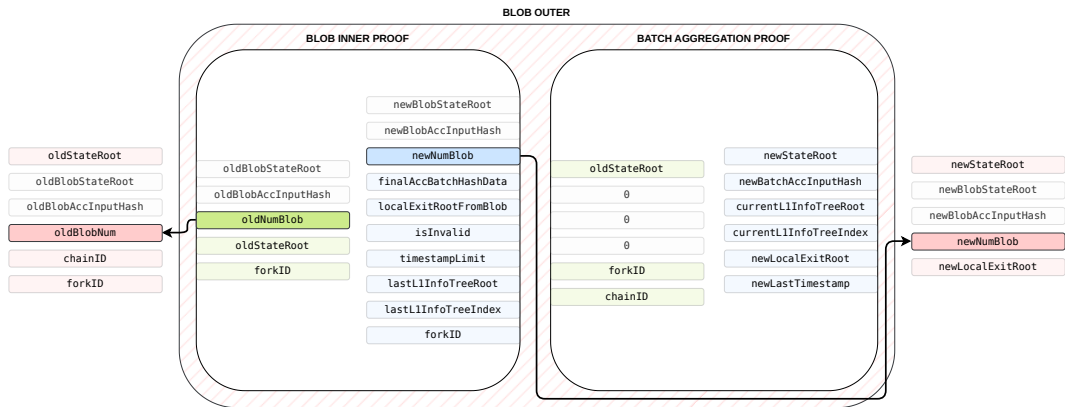 BLOB OUTER
BLOB INNER PROOF
BATCH AGGREGATION PROOF
oldStateRoot
oldBlobStateRoot
oldBlobAccInputHash
oldBlobNum
chainID
forkID
oldBlobStateRoot
oldBlobAccInputHash
oldNumBlob
oldStateRoot
forkID
newBlobStateRoot
newBlobAccInputHash
newNumBlob
finalAccBatchHashData
localExitRootFromBlob
isInvalid
timestampLimit
lastL1InfoTreeRoot
lastL1InfoTreeIndex
forkID
oldStateRoot
0
0
0
forkID
chainID
newStateRoot
newBatchAccInputHash
currentL1InfoTreeRoot
currentL1InfoTreeIndex
newLocalExitRoot
newLastTimestamp
newStateRoot
newBlobStateRoot
newBlobAccInputHash
newNumBlob
newLocalExitRoot